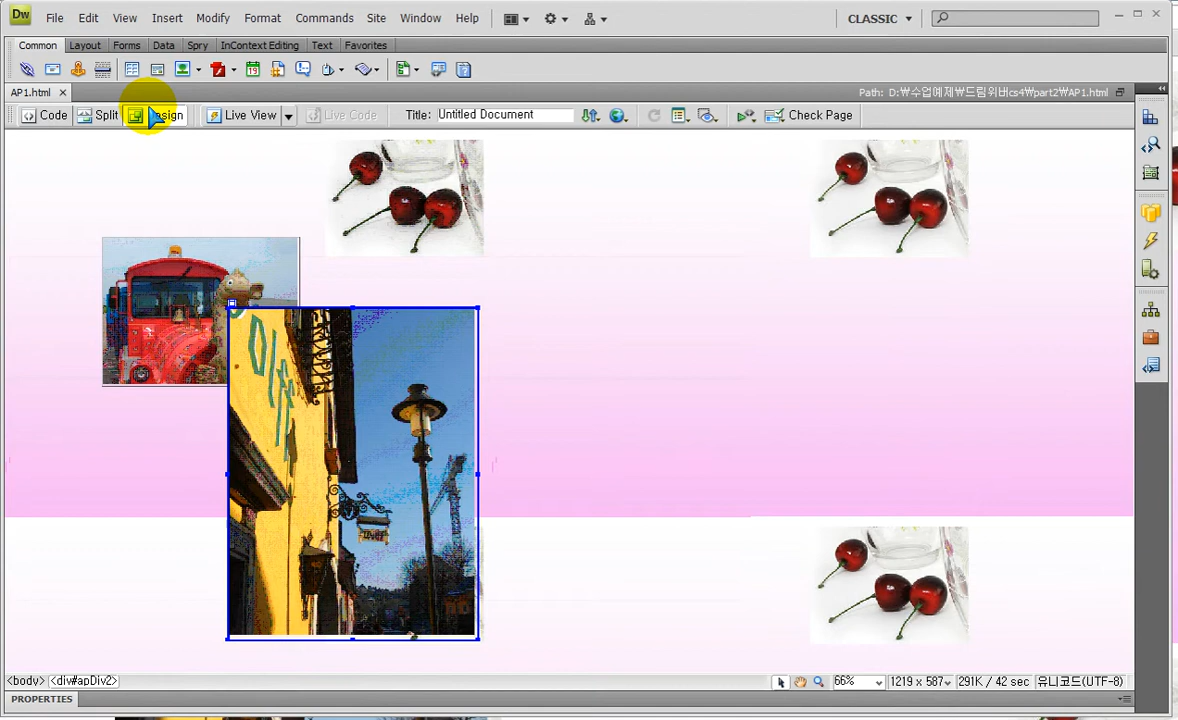 Dw File Edit View Insert Modify Format Commands Site Window Help CLASSIC
Common Layout Forms Data Spry InContext Editing Text Favorites
AP1.html Path: D:₩수업예제₩드림위버cs4₩part2₩AP1.html
Code Split Design Live View Live Code Title: Untitled Document Check Page
<body> <div#apDiv2> 66% 1219 x 587 291K / 42 sec 유니코드(UTF-8)
PROPERTIES